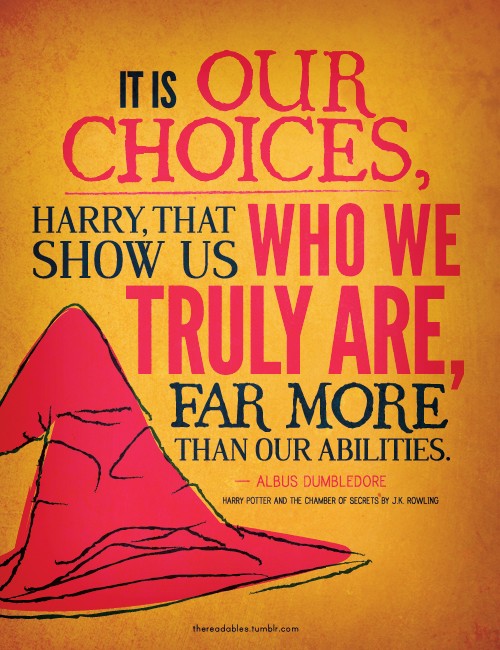 IT IS OUR
CHOICES,
HARRY, THAT
SHOW US WHO WE
TRULY ARE,
FAR MORE
THAN OUR ABILITIES.
— ALBUS DUMBLEDORE
HARRY POTTER AND THE CHAMBER OF SECRETS BY J.K. ROWLING
thereadables.tumblr.com